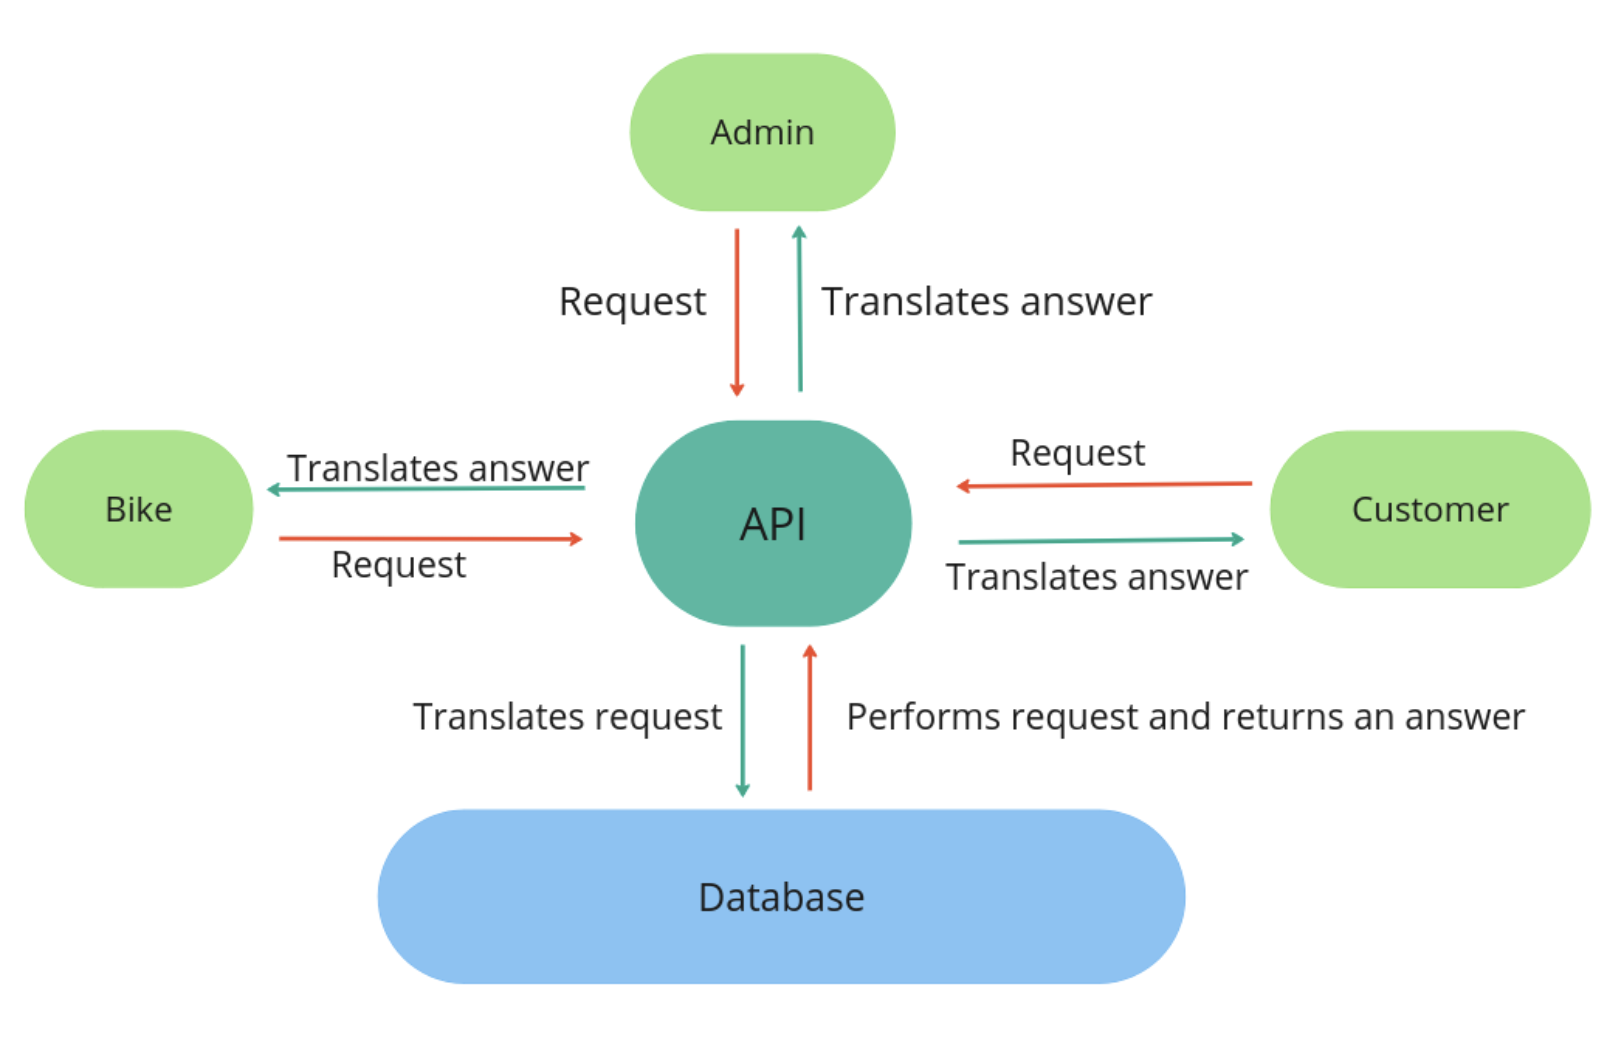 Admin
Request
Translates answer
Translates answer
Request
Bike
API
Customer
Request
Translates answer
Translates request
Performs request and returns an answer
Database